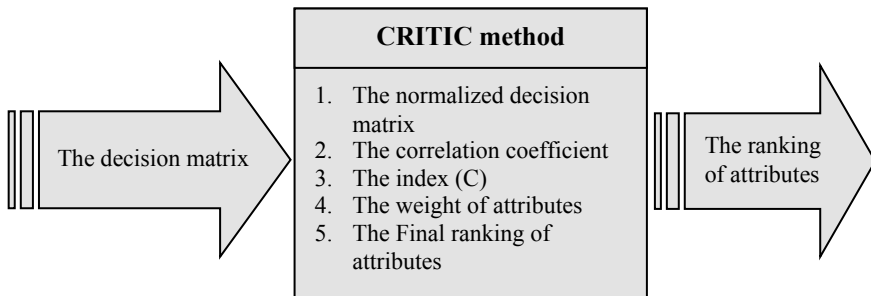 The decision matrix
CRITIC method
1. The normalized decision
matrix
2. The correlation coefficient
3. The index (C)
4. The weight of attributes
5. The Final ranking of
attributes
The ranking
of attributes